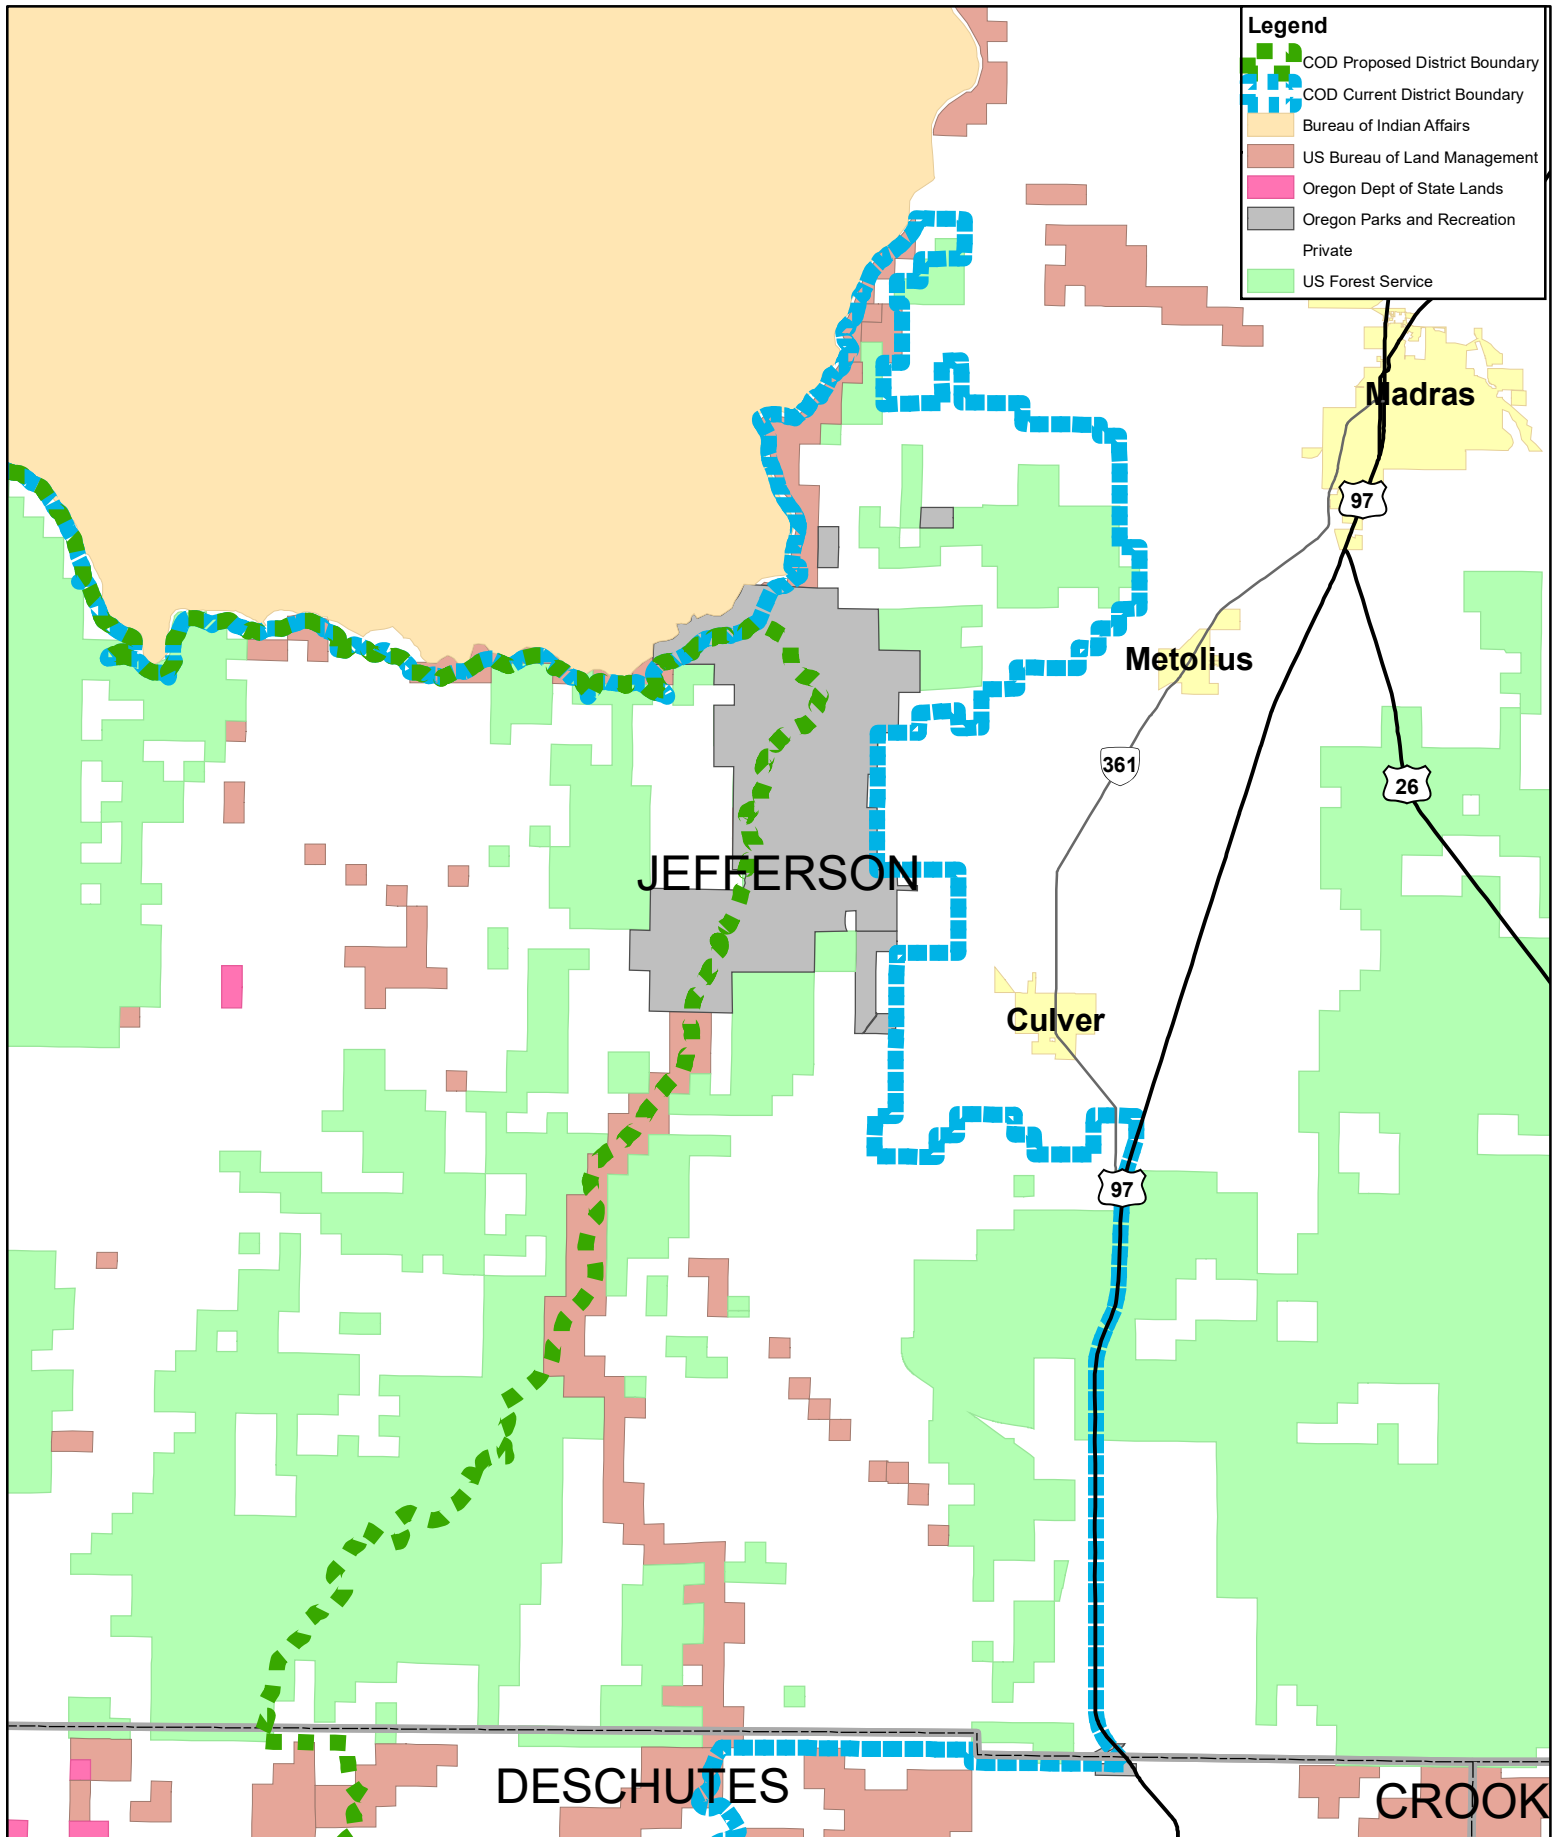 Legend
COD Proposed District Boundary
COD Current District Boundary
Bureau of Indian Affairs
US Bureau of Land Management
Oregon Dept of State Lands
Oregon Parks and Recreation
Private
US Forest Service
Madras
97
Metolius
361
26
JEFFERSON
Culver
97
DESCHUTES
CROOK